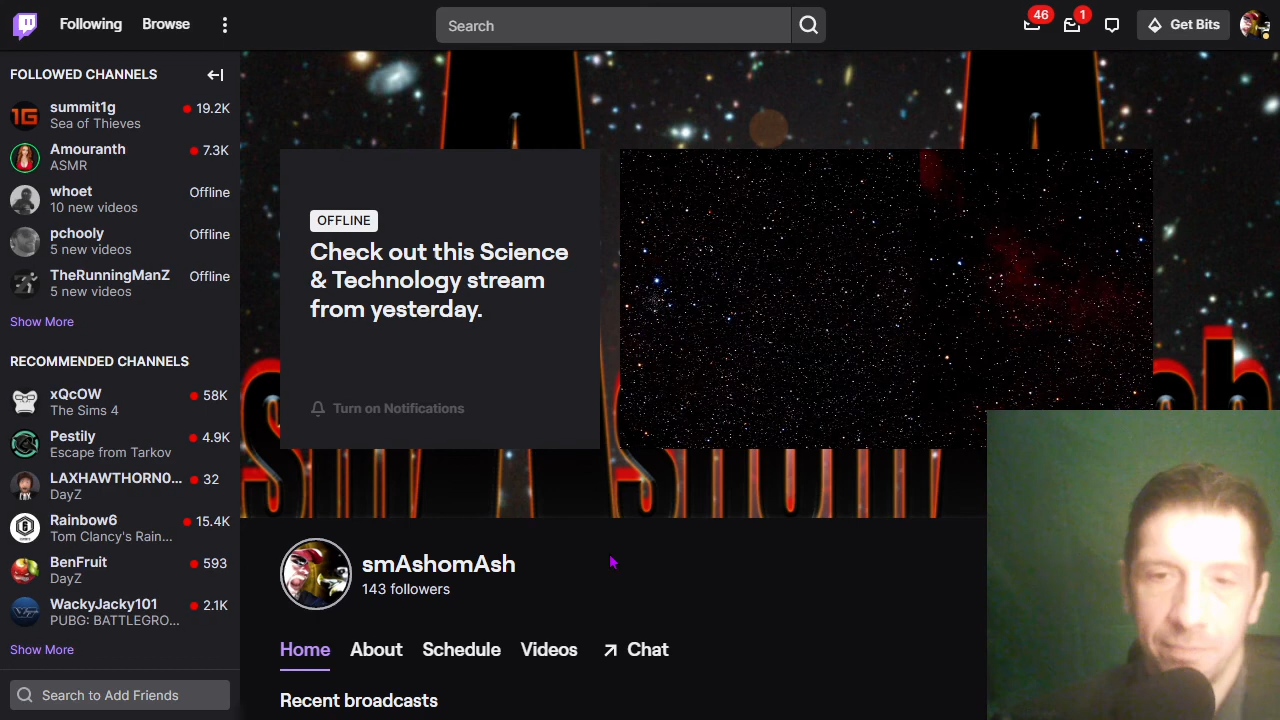 Following
Browse
Search
46
1
Get Bits
FOLLOWED CHANNELS
summit1g
19.2K
Sea of Thieves
Amouranth
7.3K
ASMR
whoet
Offline
10 new videos
pchooly
Offline
5 new videos
TheRunningManZ
Offline
5 new videos
Show More
RECOMMENDED CHANNELS
xQcOW
58K
The Sims 4
Pestily
4.9K
Escape from Tarkov
LAXHAWTHORN0...
32
DayZ
Rainbow6
15.4K
Tom Clancy's Rain...
BenFruit
593
DayZ
WackyJacky101
2.1K
PUBG: BATTLEGRO...
Show More
Search to Add Friends
OFFLINE
Check out this Science
& Technology stream
from yesterday.
Turn on Notifications
smAshomAsh
143 followers
Home
About
Schedule
Videos
Chat
Recent broadcasts